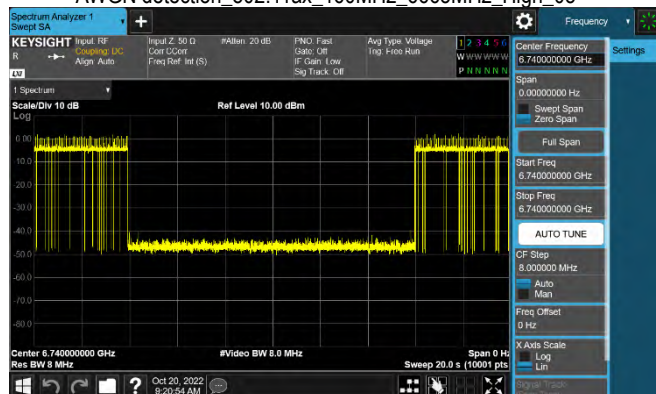 Spectrum Analyzer 1
Swept SA
Frequency
KEYSIGHT
Input: RF
Input Z: 50 Ω
#Atten: 20 dB
PNO: Fast
Avg Type: Voltage
1 2 3 4 5 6
R
Coupling: DC
Corr CCorr
Gate: Off
Trig: Free Run
W W W W W W
Align: Auto
Freq Ref: Int (S)
IF Gain: Low
Sig Track: Off
P N N N N N
LXI
1 Spectrum
Scale/Div 10 dB
Ref Level 10.00 dBm
Log
0.00
-10.0
-20.0
-30.0
-40.0
-50.0
-60.0
-70.0
-80.0
Center 6.740000000 GHz
#Video BW 8.0 MHz
Span 0 Hz
Res BW 8 MHz
Sweep 20.0 s (10001 pts
Oct 20, 2022
9:20:54 AM
Center Frequency
6.740000000 GHz
Settings
Span
0.00000000 Hz
Swept Span
Zero Span
Full Span
Start Freq
6.740000000 GHz
Stop Freq
6.740000000 GHz
AUTO TUNE
CF Step
8.000000 MHz
Auto
Man
Freq Offset
0 Hz
X Axis Scale
Log
Lin
Signal Track